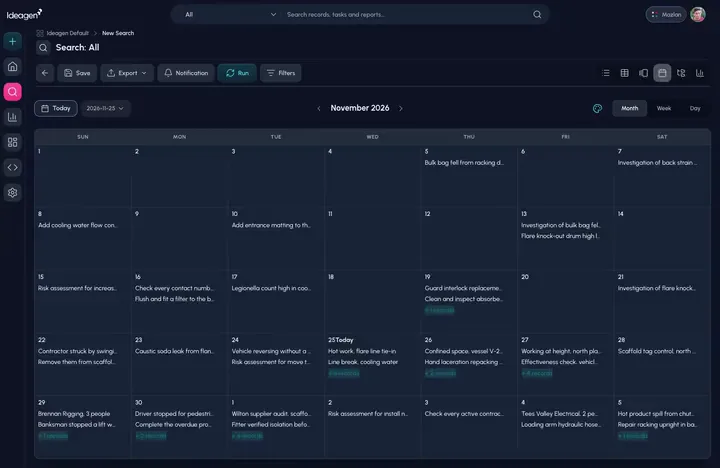 Ideagen
All
Search records, tasks and reports...
Mazlan
Ideagen Default > New Search
Search: All
Save
Export
Notification
Run
Filters
Today
2026-11-25
November 2026
Month
Week
Day
SUN MON TUE WED THU FRI SAT
1 2 3 4 5 6 7
Bulk bag fell from racking d...
Investigation of back strain ...
8 9 10 11 12 13 14
Add cooling water flow con...
Add entrance matting to th...
Investigation of bulk bag fel...
Flare knock-out drum high l...
15 16 17 18 19 20 21
Risk assessment for increas...
Check every contact numb...
Flush and fit a filter to the b...
Legionella count high in coo...
Guard interlock replaceme...
Clean and inspect absorbe...
Investigation of flare knock...
22 23 24 25Today 26 27 28
Contractor struck by swingi...
Remove them from scaffol...
Caustic soda leak from flan...
Vehicle reversing without a ...
Risk assessment for move t...
Hot work, flare line tie-in
Line break, cooling water
Confined space, vessel V-2...
Hand laceration repacking ...
Working at height, north pla...
Effectiveness check, vehicl...
Scaffold tag control, north ...
29 30 1 2 3 4 5
Brennan Rigging, 3 people
Banksman stopped a lift w...
Driver stopped for pedestri...
Complete the overdue pro...
Wilton supplier audit, scaffo...
Fitter verified isolation befo...
Risk assessment for install n...
Check every active contrac...
Tees Valley Electrical, 2 pe...
Loading arm hydraulic hose...
Hot product spill from chut...
Repair racking upright in ba...